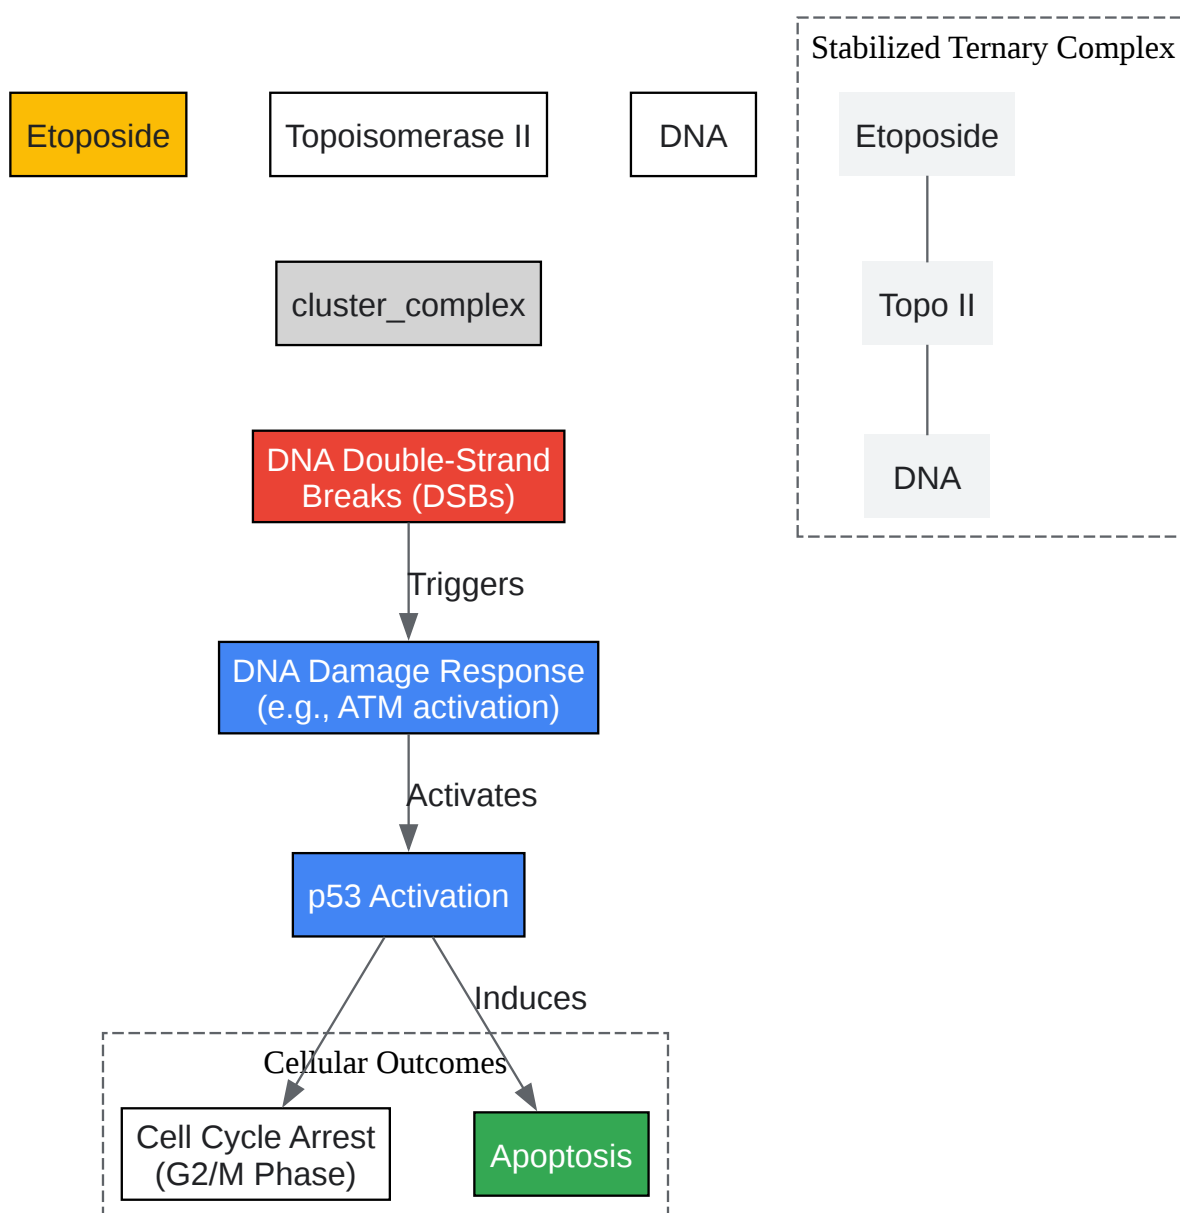 Stabilized Ternary Complex
Etoposide
Topoisomerase II
DNA
Etoposide
cluster_complex
Topo II
DNA Double-Strand
Breaks (DSBs)
DNA
Triggers
DNA Damage Response
(e.g., ATM activation)
Activates
p53 Activation
Induces
Cellular Outcomes
Cell Cycle Arrest
(G2/M Phase)
Apoptosis